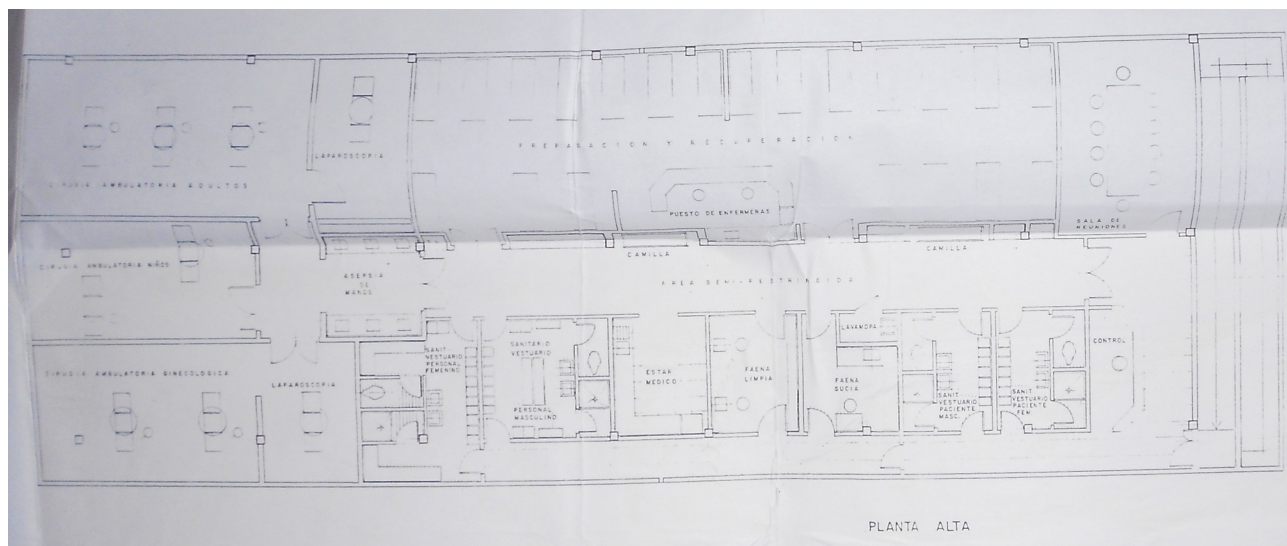 LAPAROSCOPIA
PREPARACION Y RECUPERACION
CIRUGIA AMBULATORIA ADULTOS
PUESTO DE ENFERMERAS
SALA DE
REUNIONES
CIRUGIA AMBULATORIA NIÑOS
ASEPSIA
DE
MANOS
CAMILLA
CAMILLA
AREA SEMI-RESTRINGIDA
CIRUGIA AMBULATORIA GINECOLOGICA
LAPAROSCOPIA
SANIT.
VESTUARIO
PERSONAL
FEMENINO
SANITARIO
VESTUARIO
PERSONAL
MASCULINO
ESTAR
MEDICO
FAENA
LIMPIA
LAVAMOPA
FAENA
SUCIA
SANIT.
VESTUARIO
PACIENTE
MASC.
SANIT.
VESTUARIO
PACIENTE
FEM.
CONTROL
PLANTA ALTA